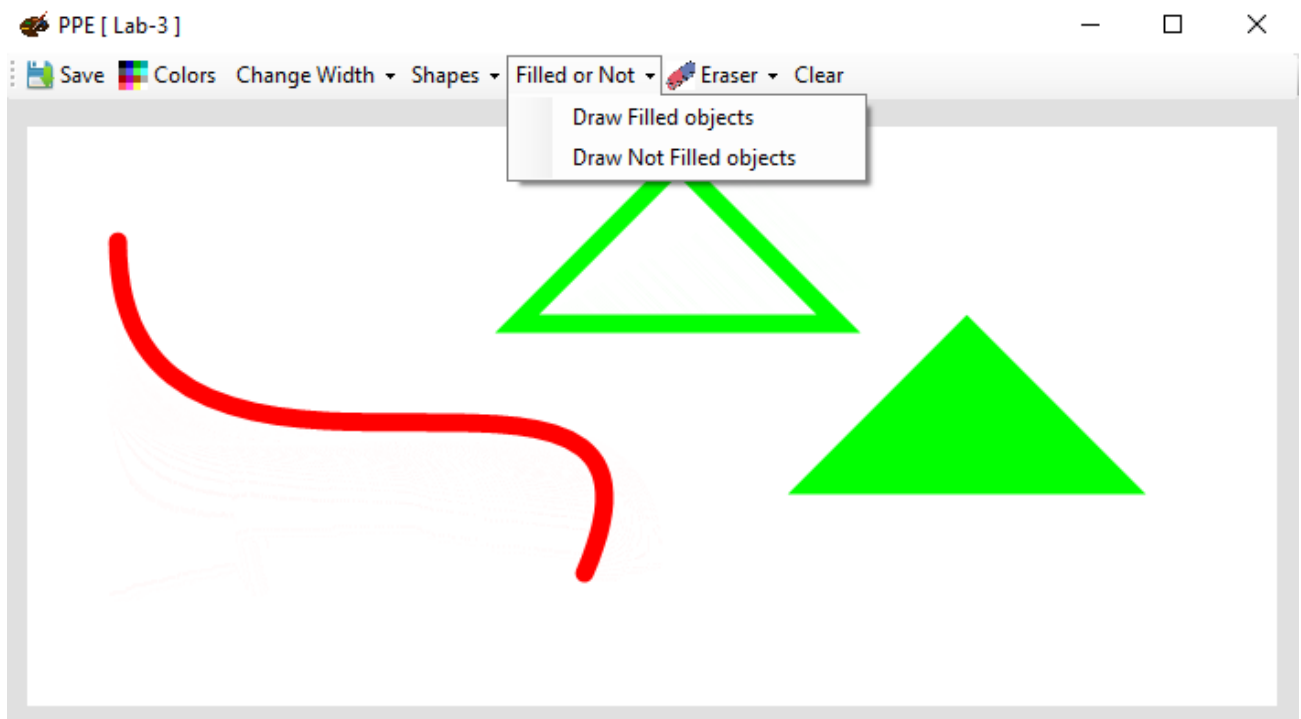 PPE [ Lab-3 ]
Save Colors Change Width Shapes Filled or Not Eraser Clear
Draw Filled objects
Draw Not Filled objects